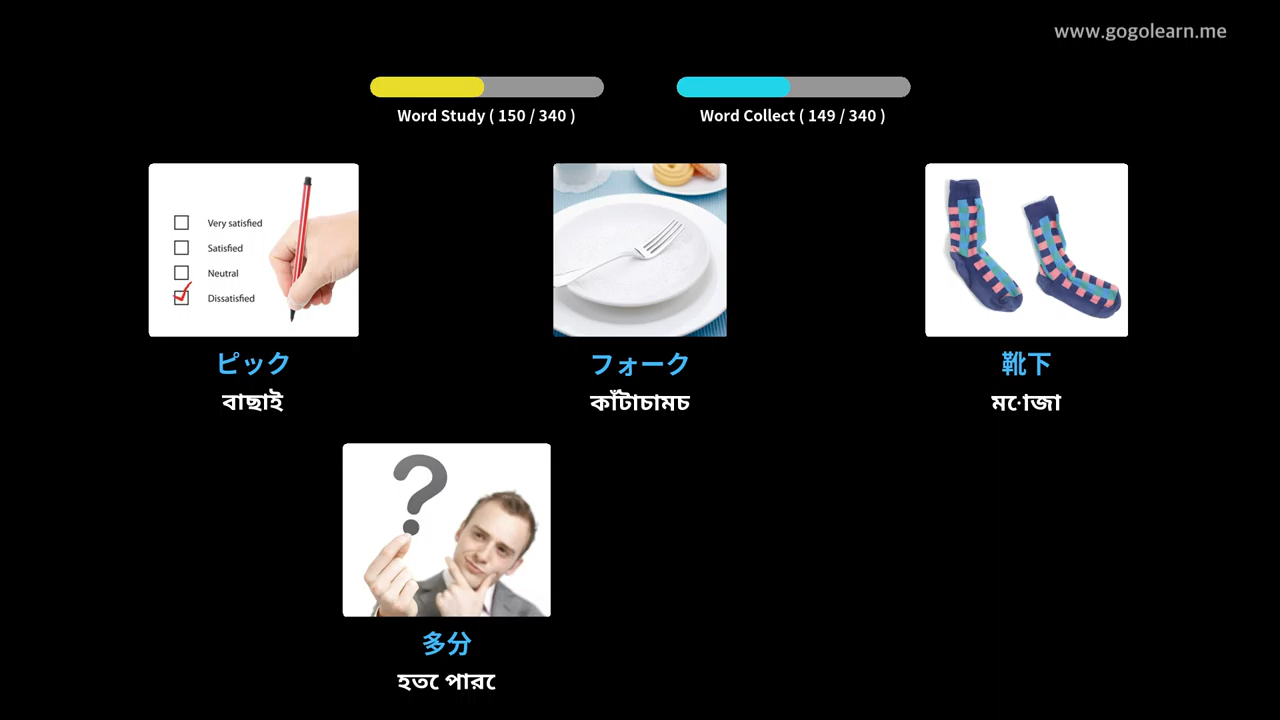 www.gogolearn.me
Word Study ( 150 / 340 )
Word Collect ( 149 / 340 )
Very satisfied
Satisfied
Neutral
Dissatisfied
ピック
বাছাই
フォーク
কাঁটাচামচ
靴下
মোজা
多分
হতে পারে